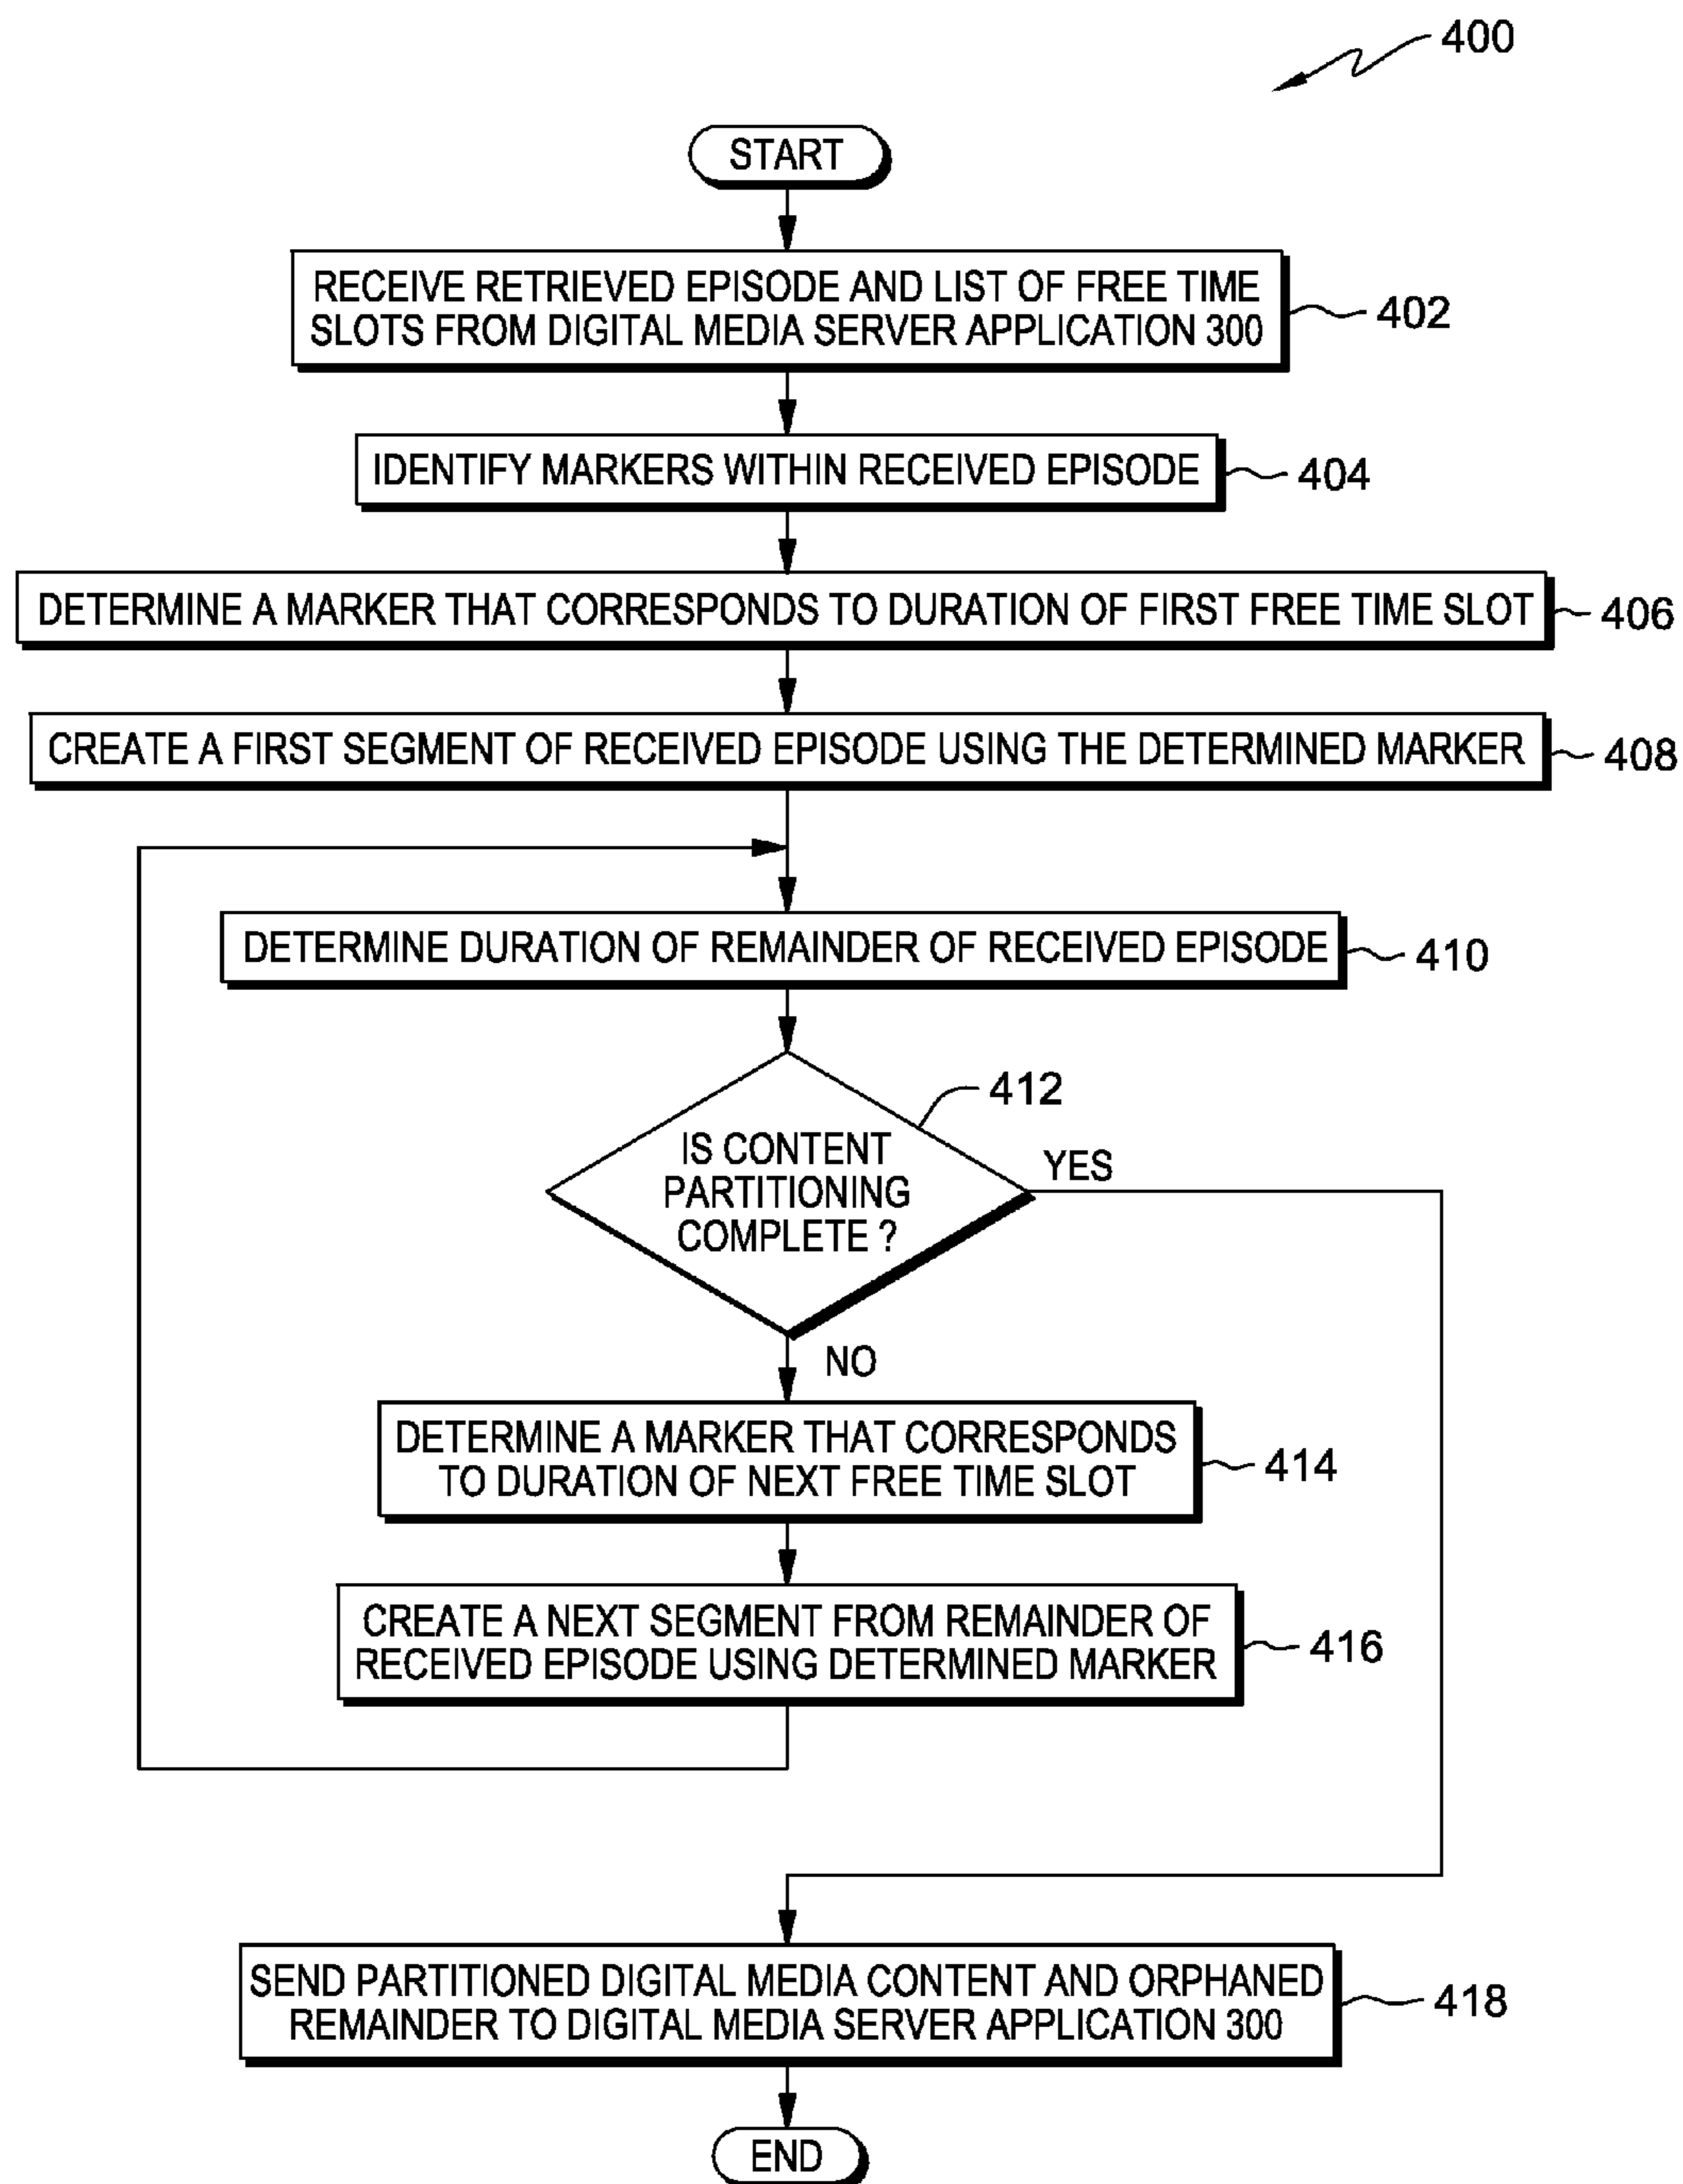 400
START
RECEIVE RETRIEVED EPISODE AND LIST OF FREE TIME
SLOTS FROM DIGITAL MEDIA SERVER APPLICATION 300
402
IDENTIFY MARKERS WITHIN RECEIVED EPISODE
404
DETERMINE A MARKER THAT CORRESPONDS TO DURATION OF FIRST FREE TIME SLOT
406
CREATE A FIRST SEGMENT OF RECEIVED EPISODE USING THE DETERMINED MARKER
408
DETERMINE DURATION OF REMAINDER OF RECEIVED EPISODE
410
412
IS CONTENT
PARTITIONING
COMPLETE ?
YES
NO
DETERMINE A MARKER THAT CORRESPONDS
TO DURATION OF NEXT FREE TIME SLOT
414
CREATE A NEXT SEGMENT FROM REMAINDER OF
RECEIVED EPISODE USING DETERMINED MARKER
416
SEND PARTITIONED DIGITAL MEDIA CONTENT AND ORPHANED
REMAINDER TO DIGITAL MEDIA SERVER APPLICATION 300
418
END